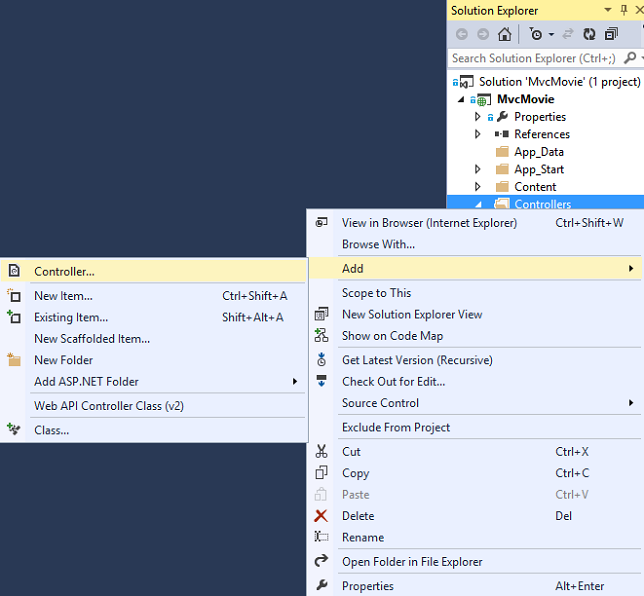 Solution Explorer
Search Solution Explorer (Ctrl+;)
Solution 'MvcMovie' (1 project)
MvcMovie
Properties
References
App_Data
App_Start
Content
Controllers
View in Browser (Internet Explorer) Ctrl+Shift+W
Browse With...
Add
Scope to This
New Solution Explorer View
Show on Code Map
Get Latest Version (Recursive)
Check Out for Edit...
Source Control
Exclude From Project
Cut Ctrl+X
Copy Ctrl+C
Paste Ctrl+V
Delete Del
Rename
Open Folder in File Explorer
Properties Alt+Enter
Controller...
New Item... Ctrl+Shift+A
Existing Item... Shift+Alt+A
New Scaffolded Item...
New Folder
Add ASP.NET Folder
Web API Controller Class (v2)
Class...